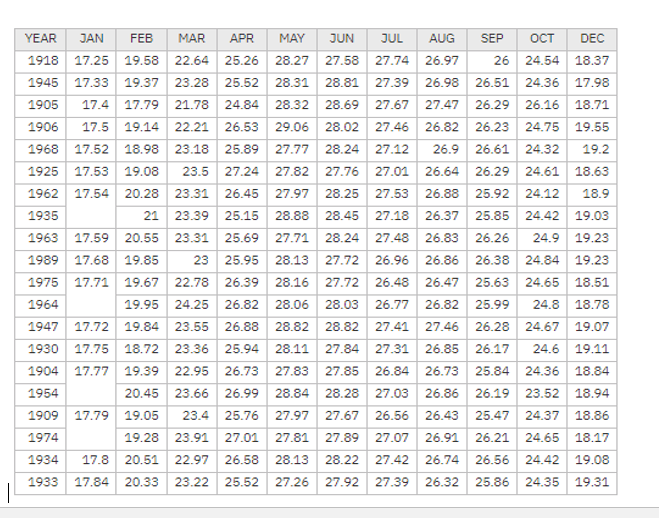 YEAR JAN FEB MAR APR MAY JUN JUL AUG SEP OCT DEC
1918 17.25 19.58 22.64 25.26 28.27 27.58 27.74 26.97 26 24.54 18.37
1945 17.33 19.37 23.28 25.52 28.31 28.81 27.39 26.98 26.51 24.36 17.98
1905 17.4 17.79 21.78 24.84 28.32 28.69 27.67 27.47 26.29 26.16 18.71
1906 17.5 19.14 22.21 26.53 29.06 28.02 27.46 26.82 26.23 24.75 19.55
1968 17.52 18.98 23.18 25.89 27.77 28.24 27.12 26.9 26.61 24.32 19.2
1925 17.53 19.08 23.5 27.24 27.82 27.76 27.01 26.64 26.29 24.61 18.63
1962 17.54 20.28 23.31 26.45 27.97 28.25 27.53 26.88 25.92 24.12 18.9
1935 21 23.39 25.15 28.88 28.45 27.18 26.37 25.85 24.42 19.03
1963 17.59 20.55 23.31 25.69 27.71 28.24 27.48 26.83 26.26 24.9 19.23
1989 17.68 19.85 23 25.95 28.13 27.72 26.96 26.86 26.38 24.84 19.23
1975 17.71 19.67 22.78 26.39 28.16 27.72 26.48 26.47 25.63 24.65 18.51
1964 19.95 24.25 26.82 28.06 28.03 26.77 26.82 25.99 24.8 18.78
1947 17.72 19.84 23.55 26.88 28.82 28.82 27.41 27.46 26.28 24.67 19.07
1930 17.75 18.72 23.36 25.94 28.11 27.84 27.31 26.85 26.17 24.6 19.11
1904 17.77 19.39 22.95 26.73 27.83 27.85 26.84 26.73 25.84 24.36 18.84
1954 20.45 23.66 26.99 28.84 28.28 27.03 26.86 26.19 23.52 18.94
1909 17.79 19.05 23.4 25.76 27.97 27.67 26.56 26.43 25.47 24.37 18.86
1974 19.28 23.91 27.01 27.81 27.89 27.07 26.91 26.21 24.65 18.17
1934 17.8 20.51 22.97 26.58 28.13 28.22 27.42 26.74 26.56 24.42 19.08
1933 17.84 20.33 23.22 25.52 27.26 27.92 27.39 26.32 25.86 24.35 19.31